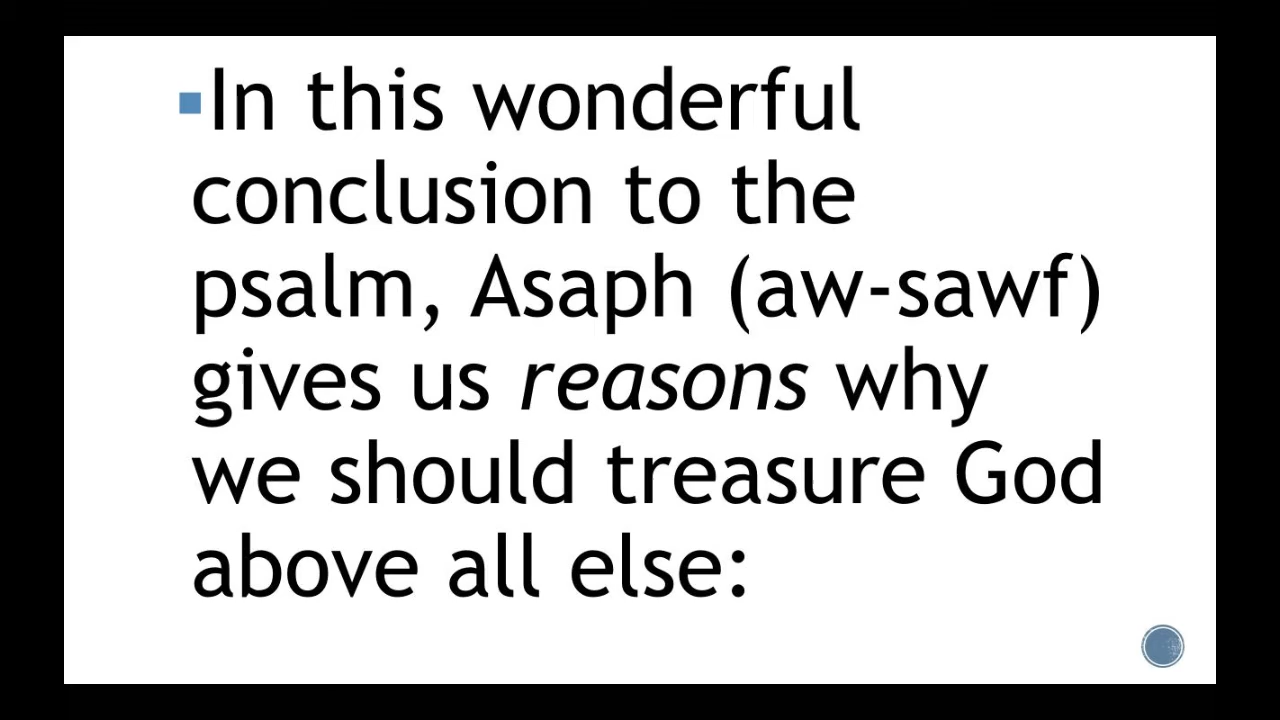 ▪In this wonderful
conclusion to the
psalm, Asaph (aw-sawf)
gives us reasons why
we should treasure God
above all else: